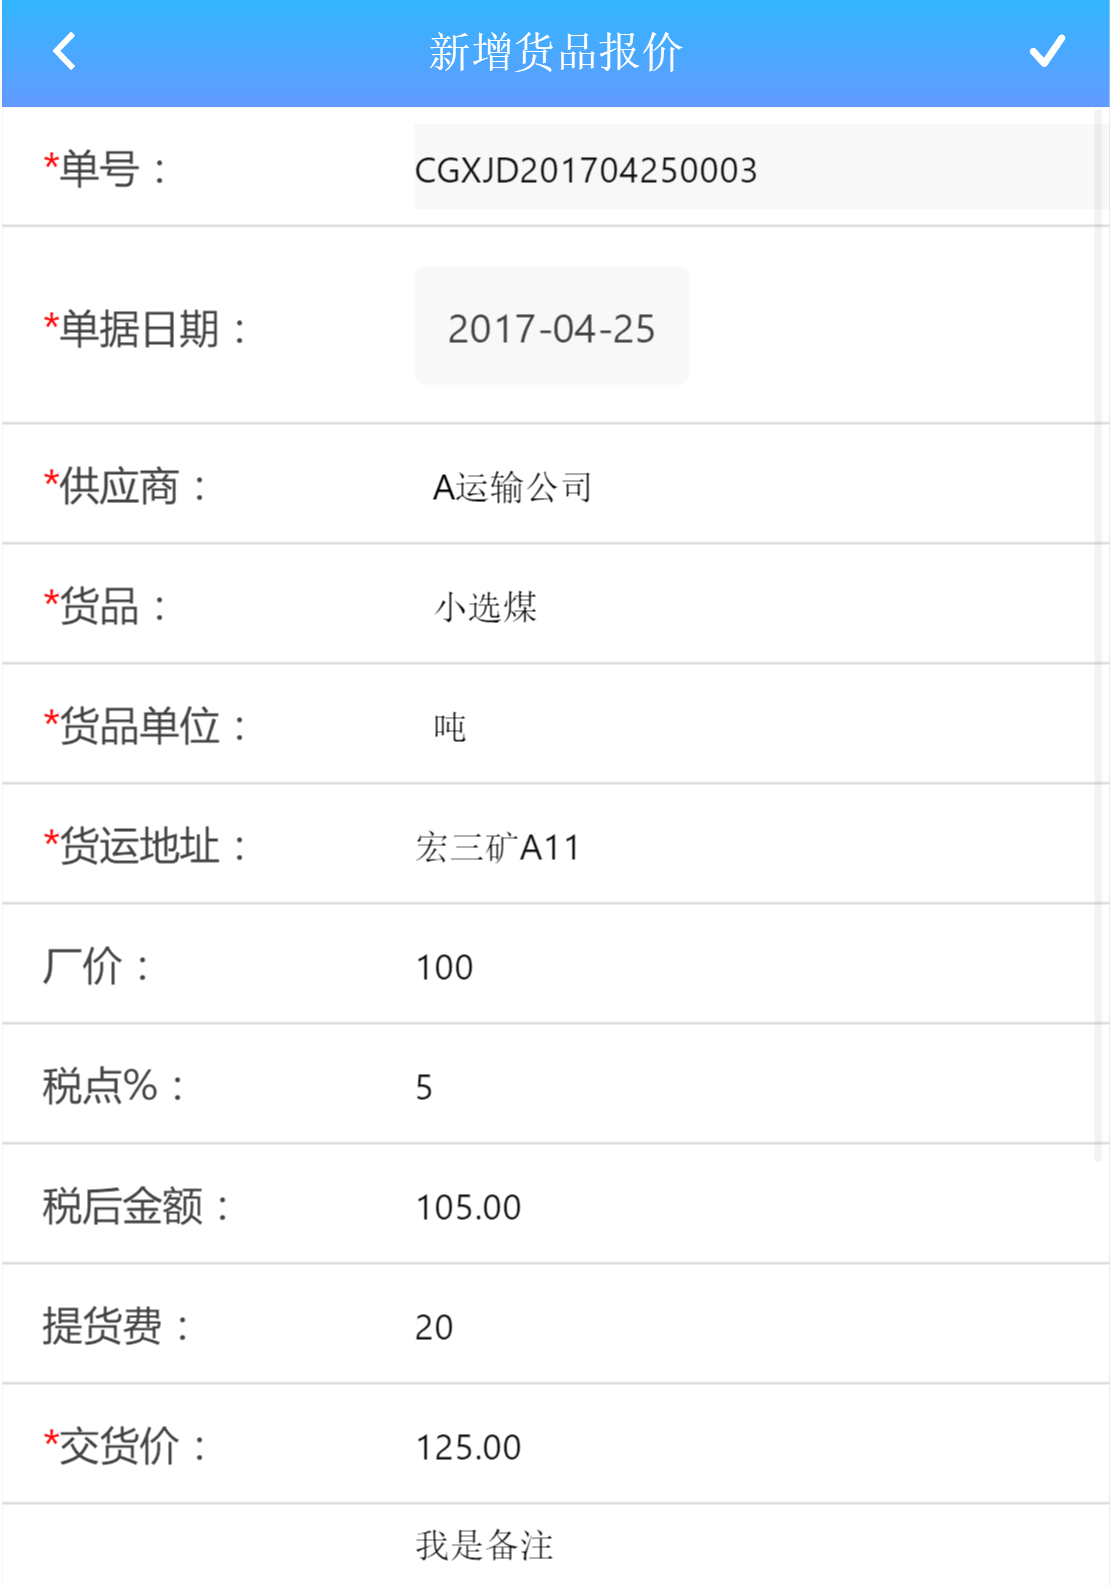 新增货品报价
*单号： CGXJD201704250003
*单据日期： 2017-04-25
*供应商： A运输公司
*货品： 小选煤
*货品单位： 吨
*货运地址： 宏三矿A11
厂价： 100
税点%： 5
税后金额： 105.00
提货费： 20
*交货价： 125.00
我是备注